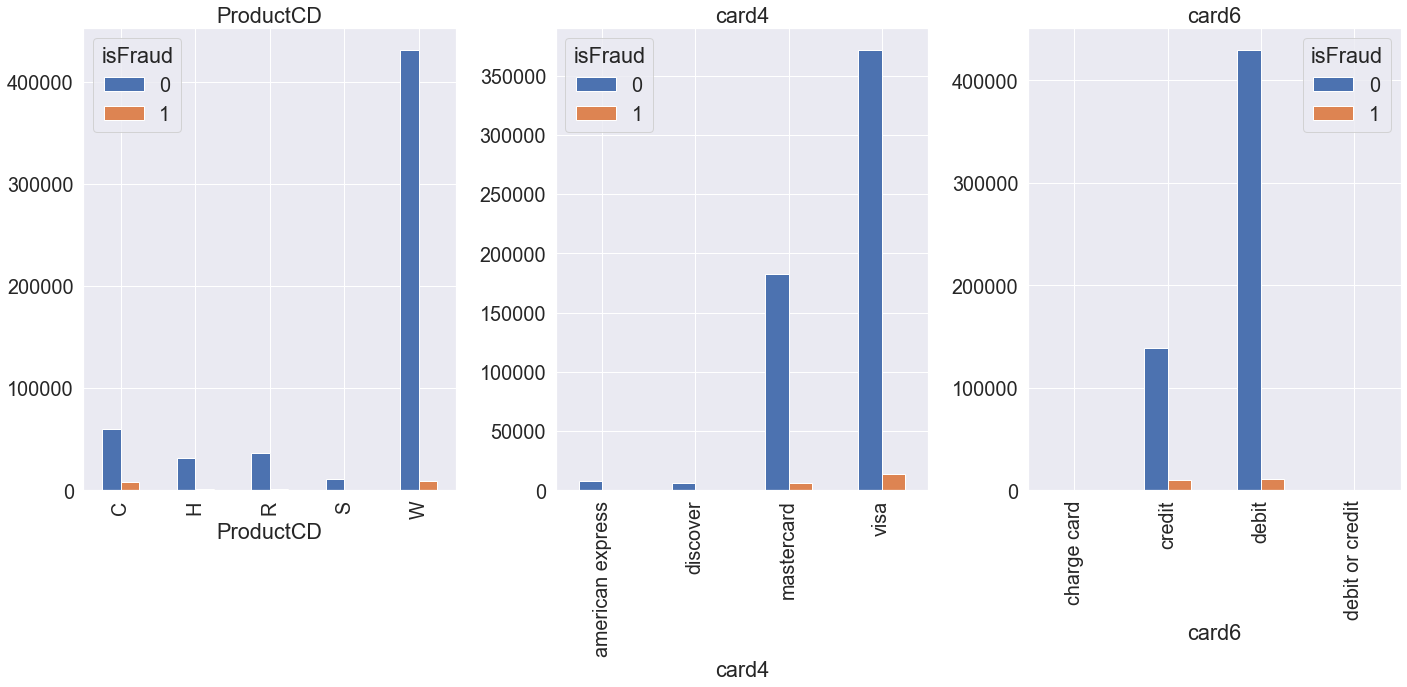 ProductCD
isFraud
0
1
400000
300000
200000
100000
0
C
H
R
S
W
ProductCD
card4
isFraud
0
1
350000
300000
250000
200000
150000
100000
50000
0
american express
discover
mastercard
visa
card4
card6
isFraud
0
1
400000
300000
200000
100000
0
charge card
credit
debit
debit or credit
card6